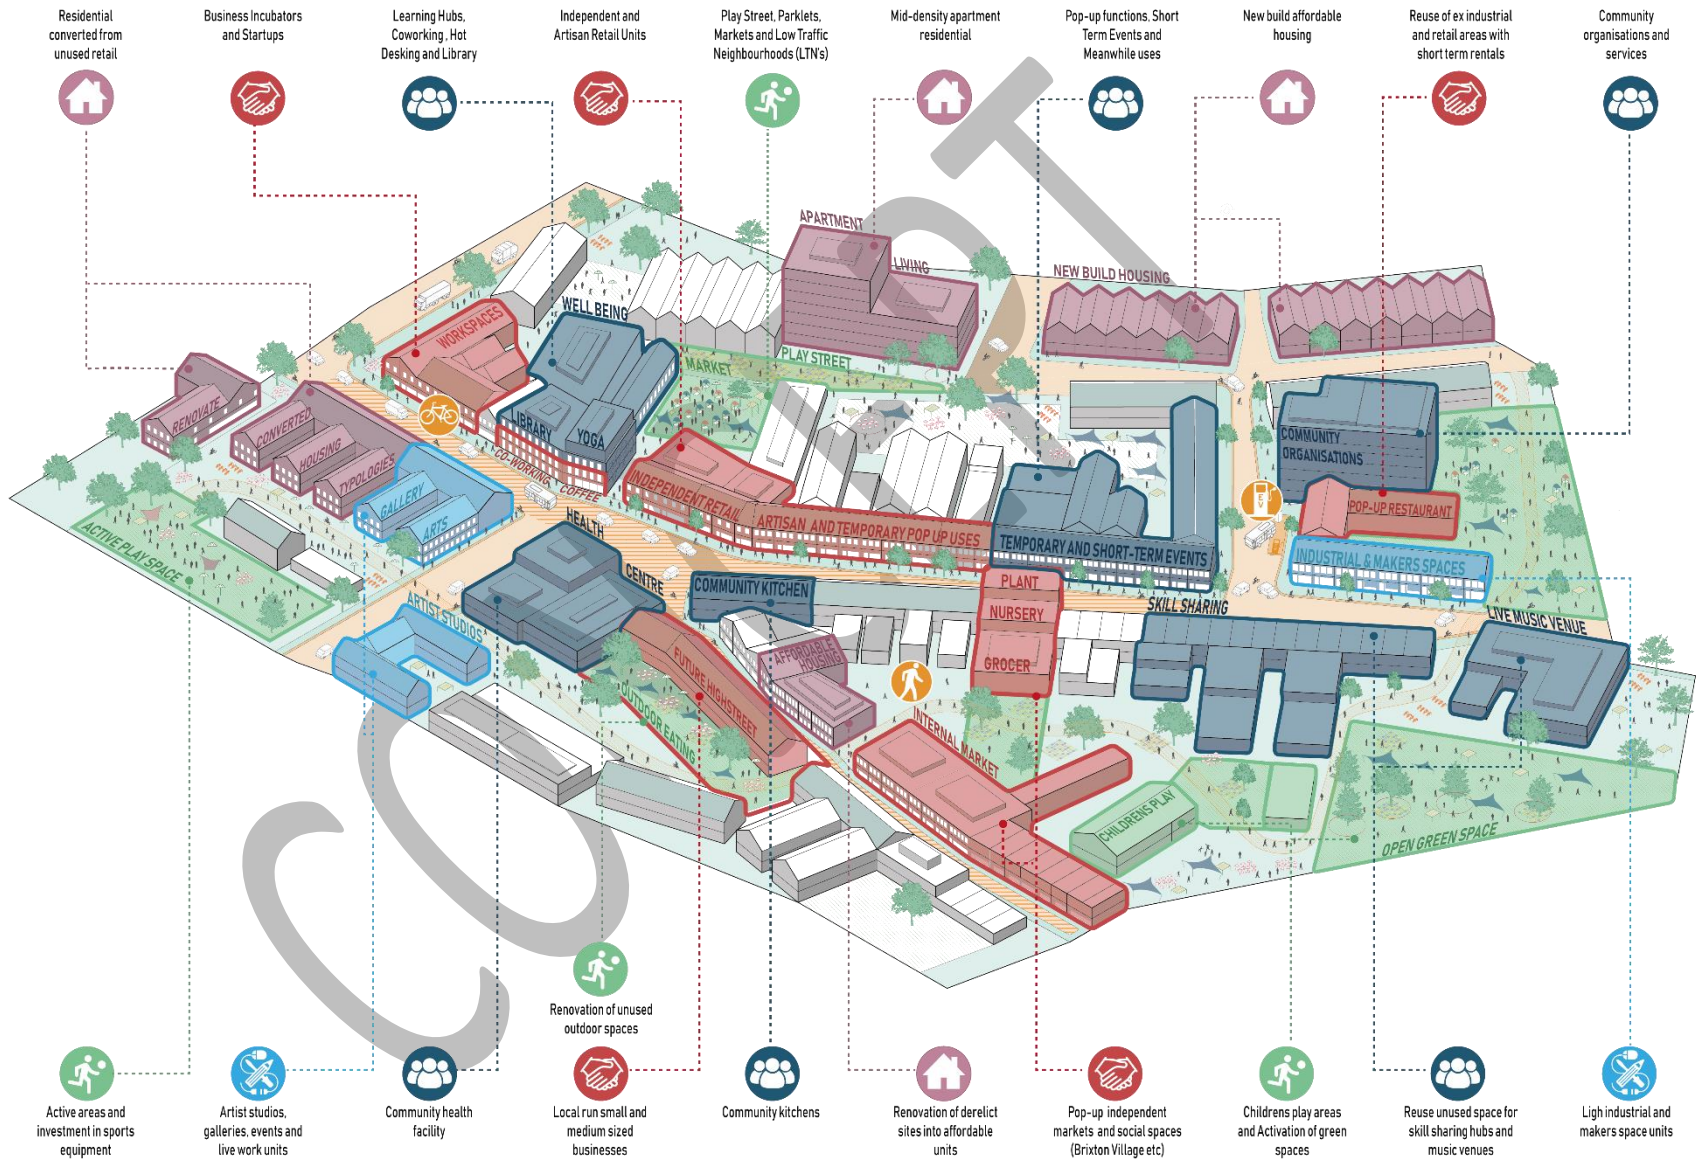 Residential
converted from
unused retail
Business Incubators
and Startups
Learning Hubs,
Coworking , Hot
Desking and Library
Independent and
Artisan Retail Units
Play Street, Parklets,
Markets and Low Traffic
Neighbourhoods (LTN's)
Mid-density apartment
residential
Pop-up functions, Short
Term Events and
Meanwhile uses
New build affordable
housing
Reuse of ex industrial
and retail areas with
short term rentals
Community
organisations and
services
APARTMENT
LIVING
NEW BUILD HOUSING
WELL BEING
WORKSPACES
MARKET
PLAY STREET
RENOVATE
CONVERTED
HOUSING
TYPOLOGIES
LIBRARY
YOGA
CO-WORKING
COFFEE
COMMUNITY
ORGANISATIONS
GALLERY
ARTS
INDEPENDENT RETAIL
ARTISAN AND TEMPORARY POP UP USES
TEMPORARY AND SHORT-TERM EVENTS
EV
POP-UP RESTAURANT
INDUSTRIAL & MAKERS SPACES
ACTIVE PLAY SPACE
HEALTH
CENTRE
COMMUNITY KITCHEN
PLANT
NURSERY
GROCER
SKILL SHARING
LIVE MUSIC VENUE
ARTIST STUDIOS
AFFORDABLE
HOUSING
FUTURE HIGHSTREET
OUTDOOR EATING
INTERNAL MARKET
CHILDRENS PLAY
OPEN GREEN SPACE
Renovation of unused
outdoor spaces
Active areas and
investment in sports
equipment
Artist studios,
galleries, events and
live work units
Community health
facility
Local run small and
medium sized
businesses
Community kitchens
Renovation of derelict
sites into affordable
units
Pop-up independent
markets and social spaces
(Brixton Village etc)
Childrens play areas
and Activation of green
spaces
Reuse unused space for
skill sharing hubs and
music venues
Ligh industrial and
makers space units